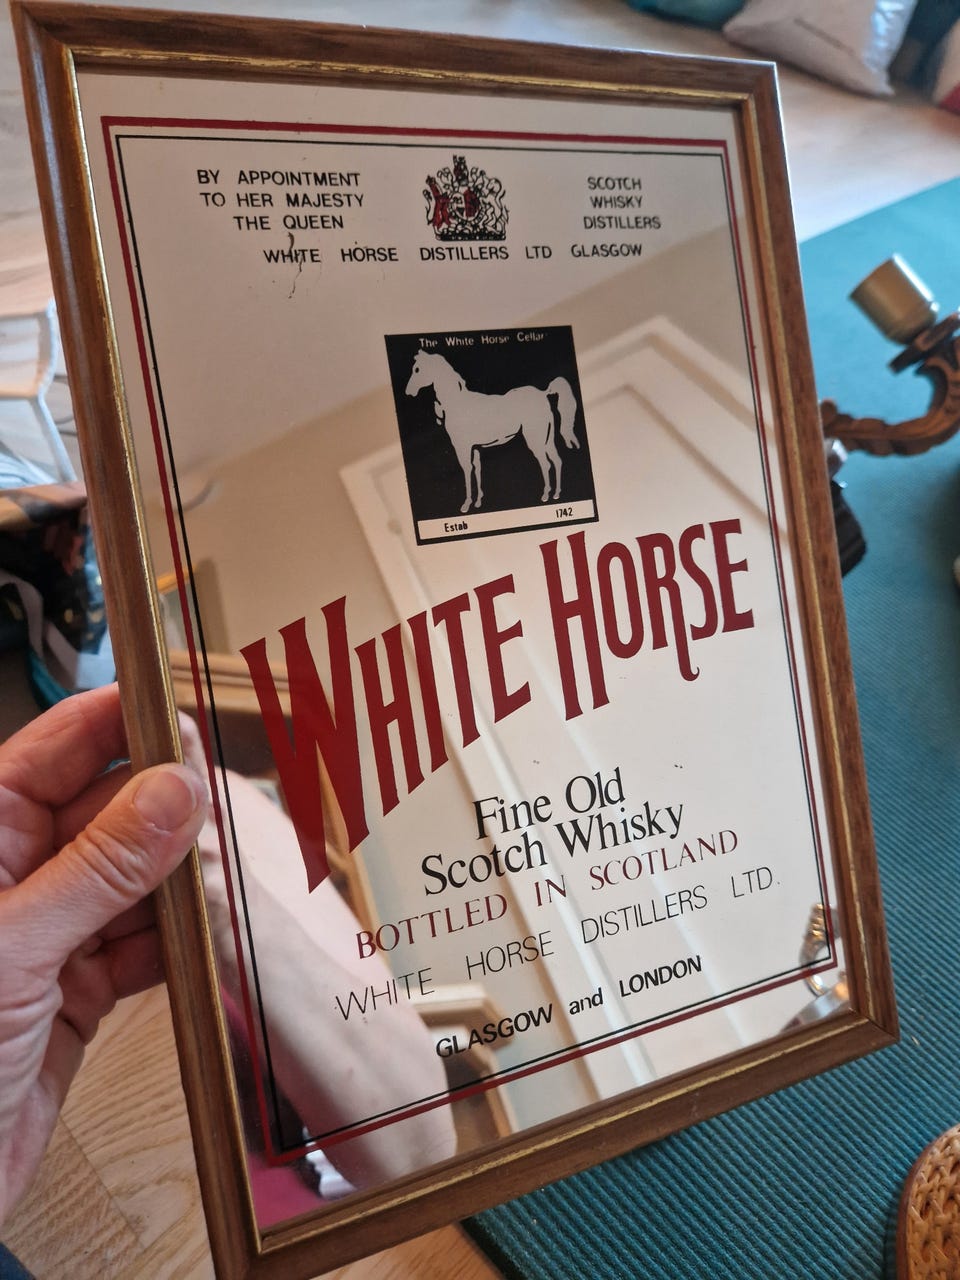 BY APPOINTMENT
TO HER MAJESTY
THE QUEEN
SCOTCH
WHISKY
DISTILLERS
WHITE HORSE DISTILLERS LTD GLASGOW
The White Horse Cellar
Estab 1742
WHITE HORSE
Fine Old
Scotch Whisky
BOTTLED IN SCOTLAND
WHITE HORSE DISTILLERS LTD.
GLASGOW and LONDON